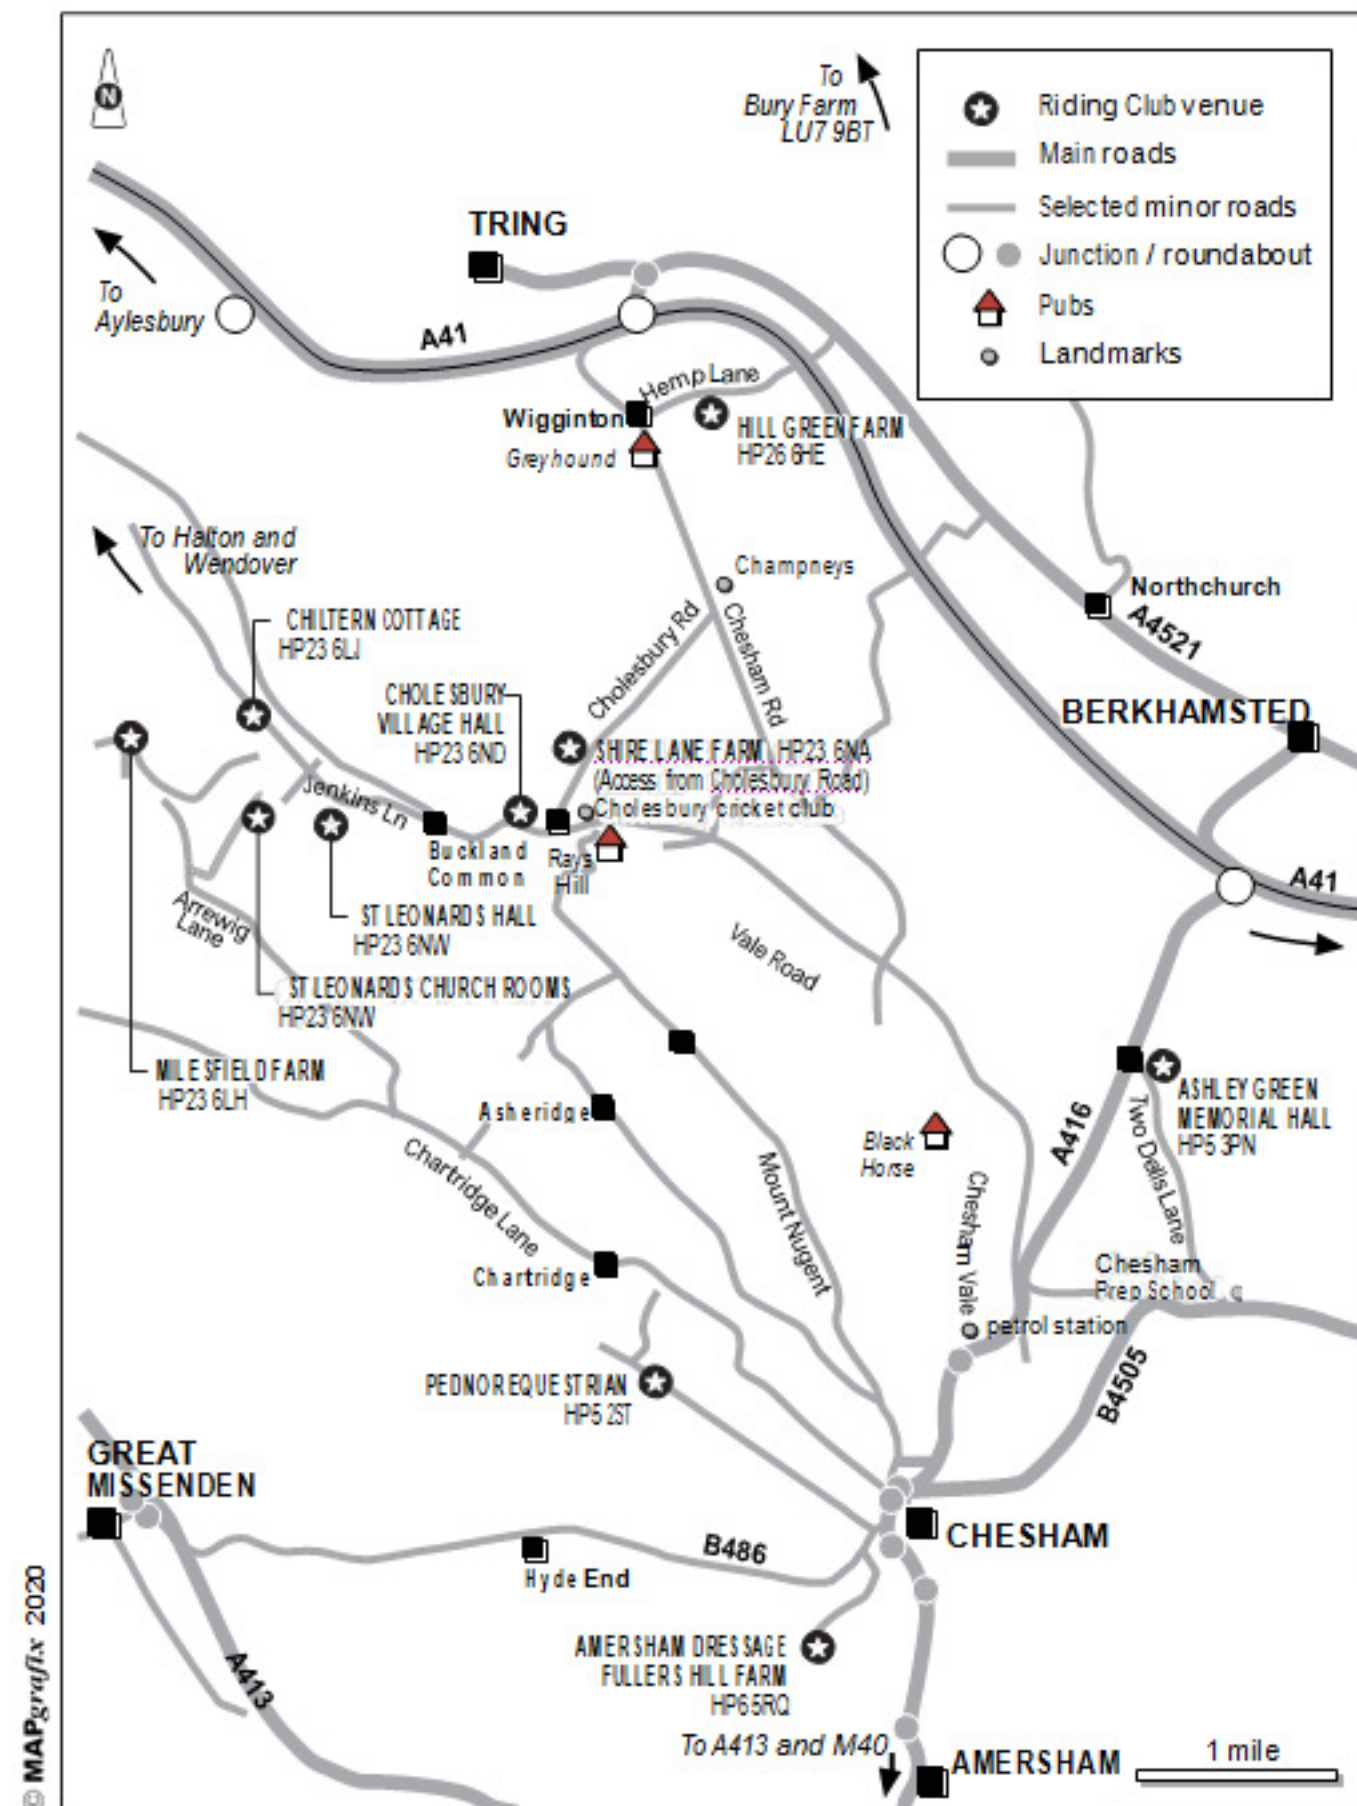 N
To
Bury Farm
LU7 9BT
Riding Club venue
Main roads
Selected minor roads
Junction / roundabout
Pubs
Landmarks
TRING
To
Aylesbury
A41
Hemp Lane
Wigginton
Greyhound
HILL GREEN FARM
HP26 6HE
To Halton and
Wendover
Champneys
Northchurch
A4521
CHILTERN COTTAGE
HP23 6LJ
Cholesbury Rd
Chesham Rd
CHOLESBURY
VILLAGE HALL
HP23 6ND
BERKHAMSTED
SHIRE LANE FARM HP23 6NA
(Access from Cholesbury Road)
Cholesbury cricket club
Jenkins Ln
Buckland
Common
Rays
Hill
A41
Arrewig
Lane
ST LEONARDS HALL
HP23 6NW
Vale Road
ST LEONARDS CHURCH ROOMS
HP23 6NW
MILESFIELD FARM
HP23 6LH
Asheridge
ASHLEY GREEN
MEMORIAL HALL
HP5 3PN
A416
Two Dells Lane
Black
Horse
Chartridge Lane
Mount Nugent
Chesham Vale
Chartridge
Chesham
Prep School
petrol station
PEDNOR EQUESTRIAN
HP5 2ST
B4505
GREAT
MISSENDEN
CHESHAM
B486
Hyde End
AMERSHAM DRESSAGE
FULLERS HILL FARM
HP6 5RQ
A413
To A413 and M40
AMERSHAM
1 mile
© MAPgrafix 2020